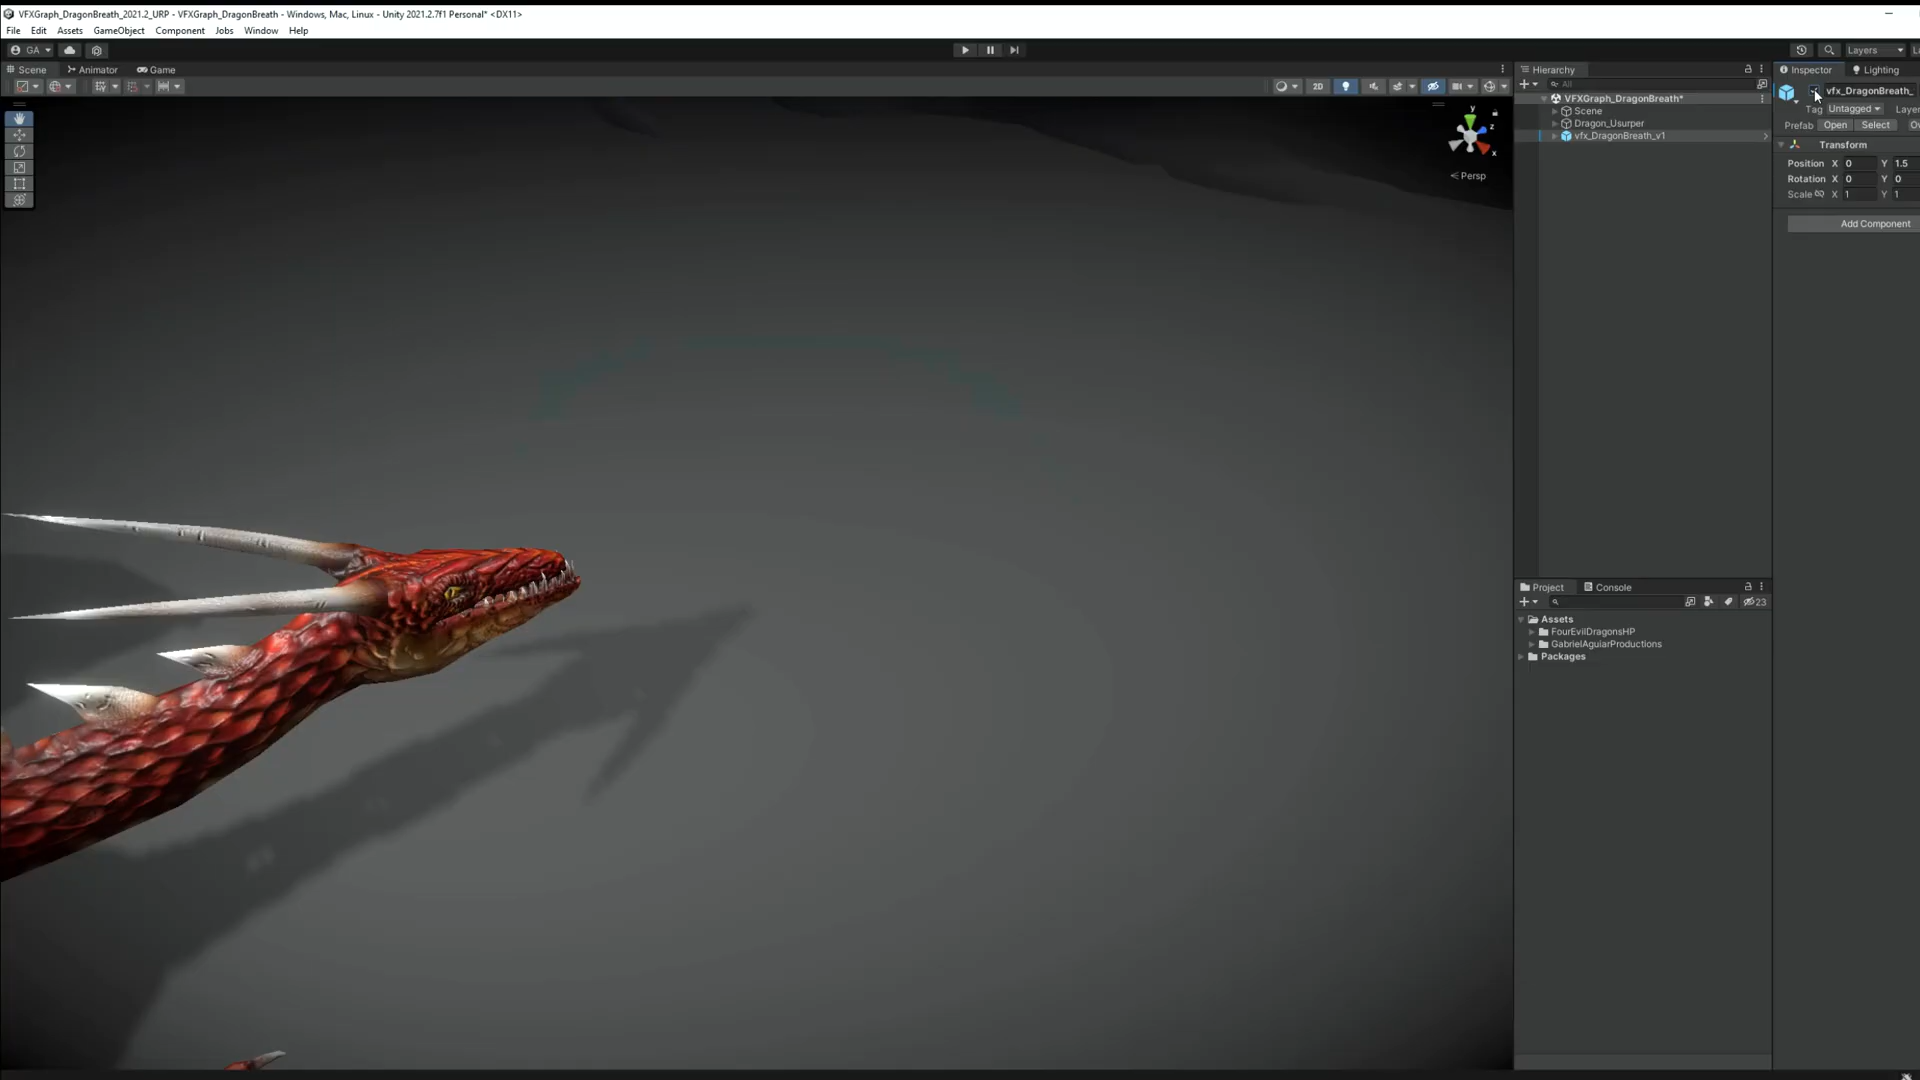 VFXGraph_DragonBreath_2021.2_URP - VFXGraph_DragonBreath - Windows, Mac, Linux - Unity 2021.2.7f1 Personal* <DX11>
File Edit Assets GameObject Component Jobs Window Help
GA Layers
Scene Animator Game
2D
y
z
x
Persp
Hierarchy
All
VFXGraph_DragonBreath*
Scene
Dragon_Usurper
vfx_DragonBreath_v1
Project Console
23
Assets
FourEvilDragonsHP
GabrielAguiarProductions
Packages
Inspector Lighting
vfx_DragonBreath_
Tag Untagged Layer
Prefab Open Select
Transform
Position X 0 Y 1.5
Rotation X 0 Y 0
Scale X 1 Y 1
Add Component